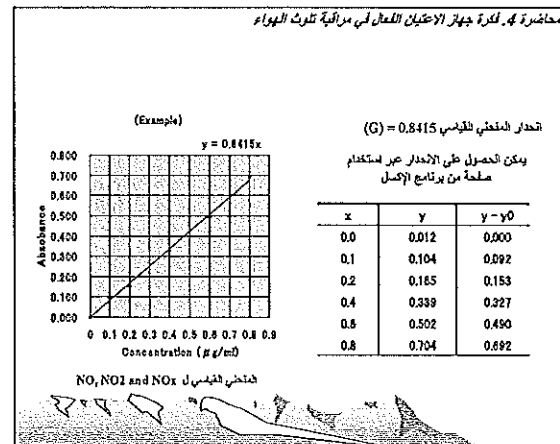 محاضرة 4. فكرة جهاز الاعتيان الفعال في مراقبة تلوث الهواء
(Example)
y = 0.8415x
0.800
0.700
0.600
0.500
0.400
0.300
0.200
0.100
0.000
Absobance
0 0.1 0.2 0.3 0.4 0.5 0.6 0.7 0.8 0.9
Concentration (μg/ml)
المنحني القياسي ل NO, NO2 and NOx
انحدار المنحني القياسي 0.8415 = (G)
يمكن الحصول على الانحدار عبر استخدام
صفحة من برنامج الإكسل
x y y - y0
0.0 0.012 0.000
0.1 0.104 0.092
0.2 0.165 0.153
0.4 0.339 0.327
0.6 0.502 0.490
0.8 0.704 0.692